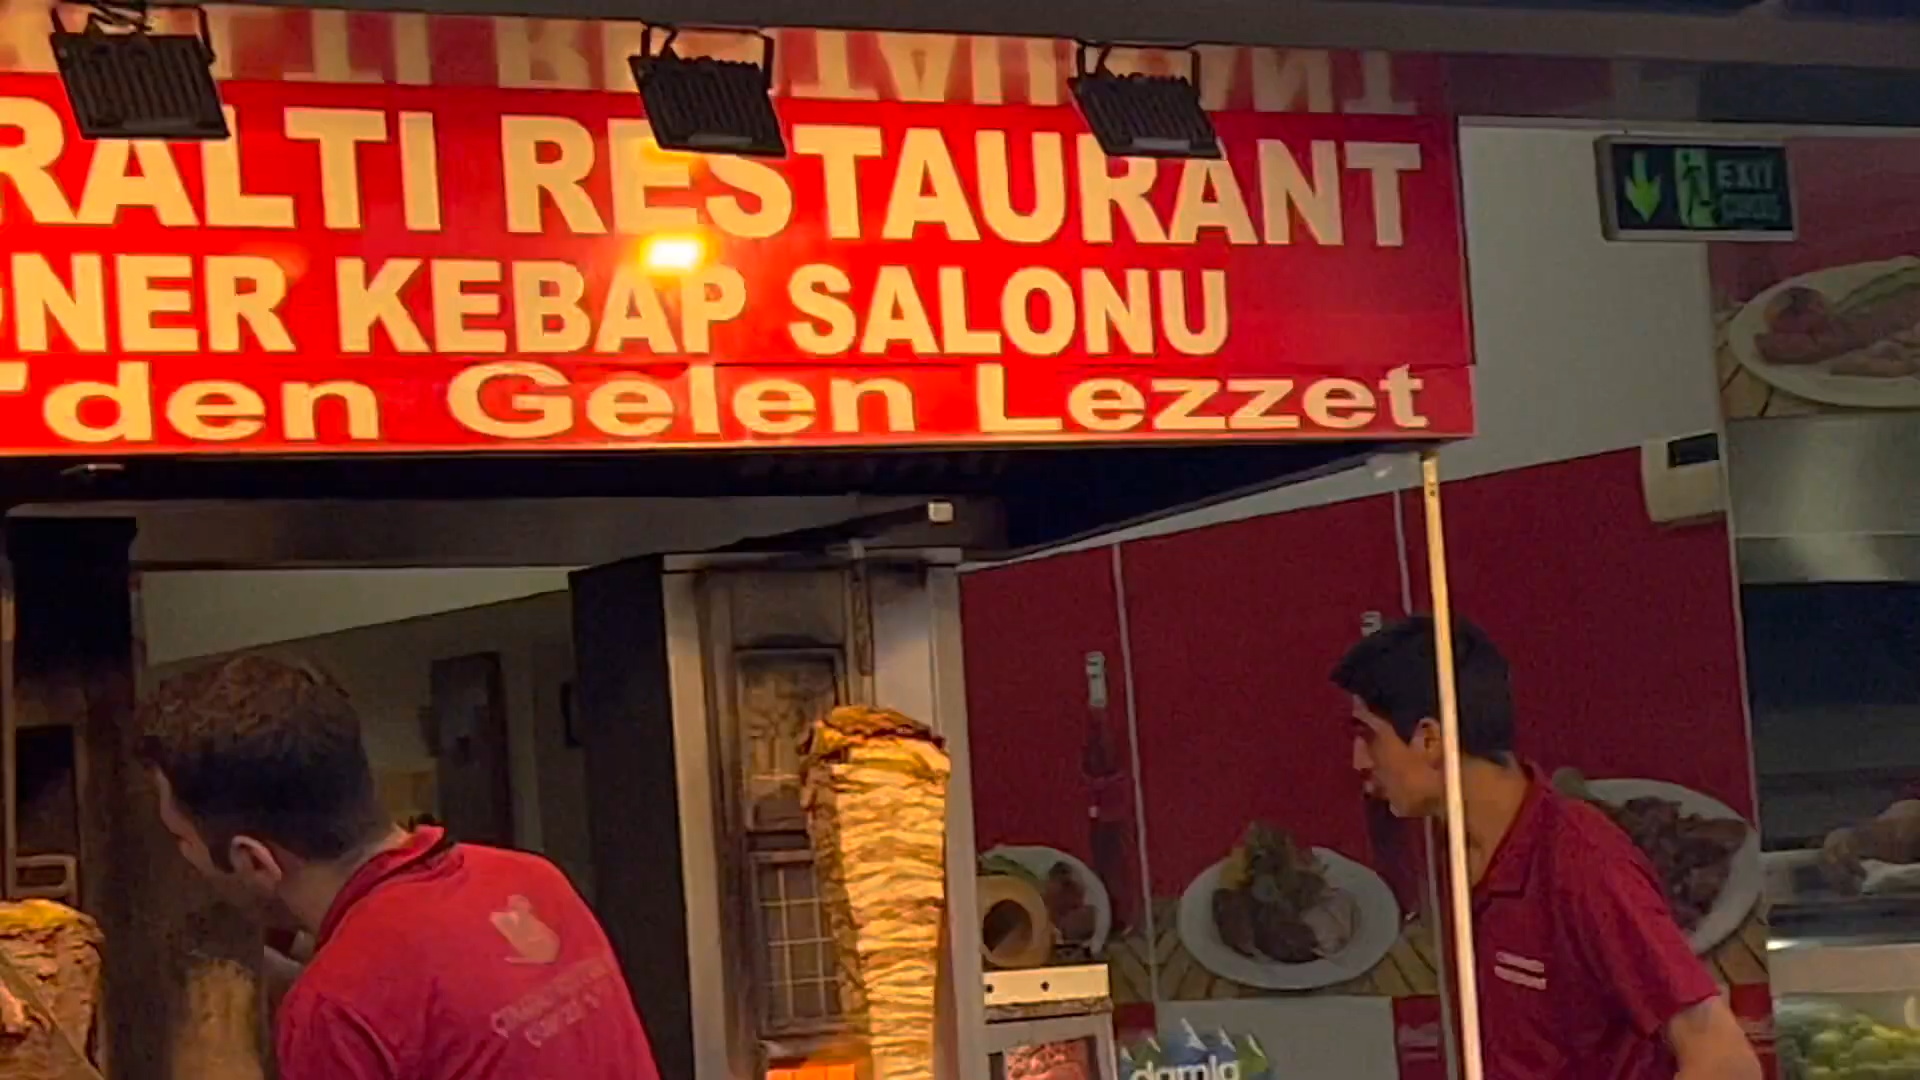 RALTI RESTAURANT
NER KEBAP SALONU
'den Gelen Lezzet
EXIT
damla